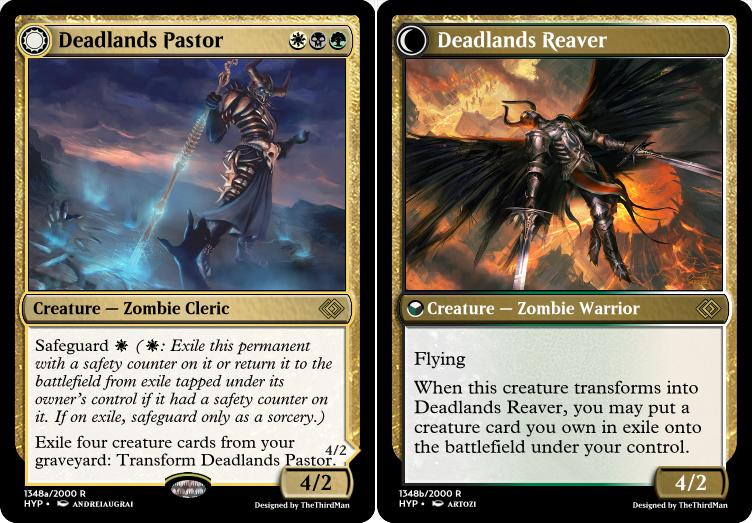 Deadlands Pastor
Creature — Zombie Cleric
Safeguard (: Exile this permanent
with a safety counter on it or return it to the
battlefield from exile tapped under its
owner's control if it had a safety counter on
it. If on exile, safeguard only as a sorcery.)
Exile four creature cards from your
graveyard: Transform Deadlands Pastor.
4/2
4/2
1348a/2000 R
HYP • ANDREIAUGRAI
Designed by TheThirdMan
Deadlands Reaver
Creature — Zombie Warrior
Flying
When this creature transforms into
Deadlands Reaver, you may put a
creature card you own in exile onto
the battlefield under your control.
4/2
1348b/2000 R
HYP • ARTOZI
Designed by TheThirdMan